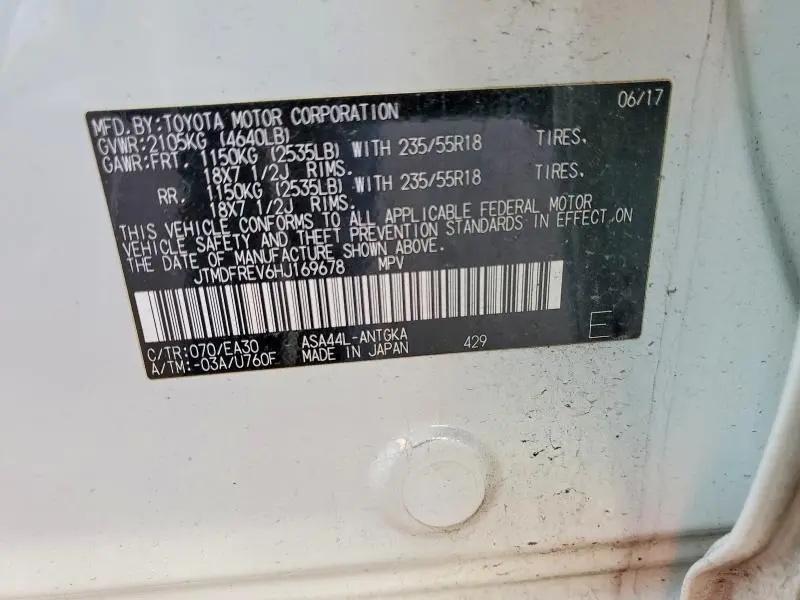 MFD.BY:TOYOTA MOTOR CORPORATION 06/17
GVWR:2105KG (4640LB)
GAWR:FRT. 1150KG (2535LB) WITH 235/55R18 TIRES.
18X7 1/2J RIMS.
RR. 1150KG (2535LB) WITH 235/55R18 TIRES.
18X7 1/2J RIMS.
THIS VEHICLE CONFORMS TO ALL APPLICABLE FEDERAL MOTOR
VEHICLE SAFETY AND THEFT PREVENTION STANDARDS IN EFFECT ON
THE DATE OF MANUFACTURE SHOWN ABOVE.
JTMDFREV6HJ169678 MPV
C/TR:070/EA30 ASA44L-ANTGKA
A/TM:-03A/U760F MADE IN JAPAN 429 E